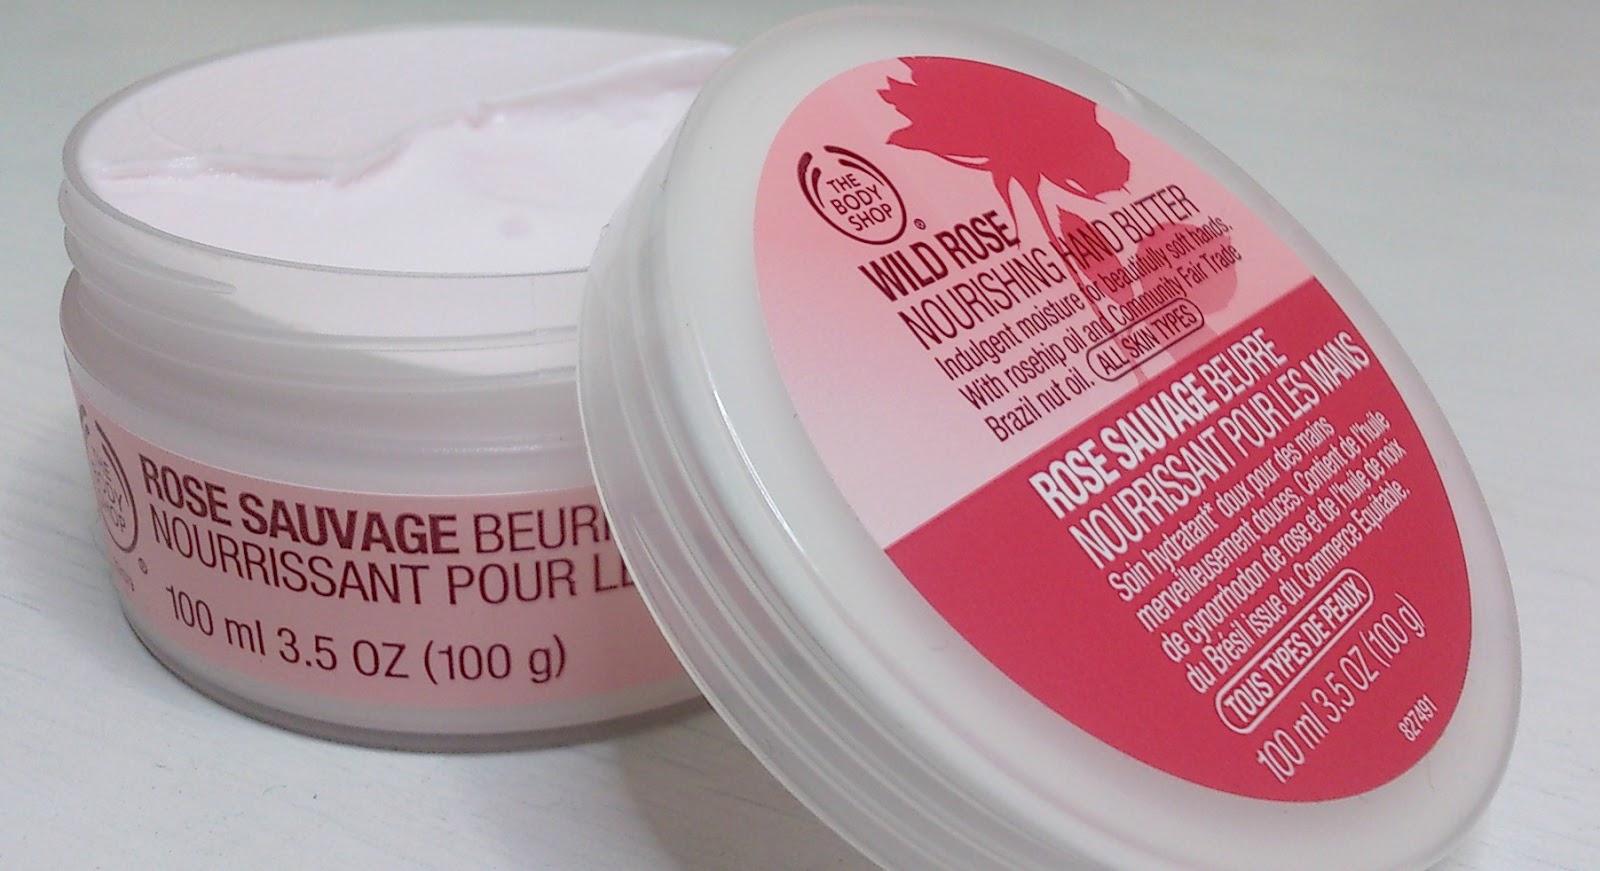 THE
BODY
SHOP
®
WILD ROSE
NOURISHING HAND BUTTER
Indulgent moisture for beautifully soft hands.
With rosehip oil and Community Fair Trade
Brazil nut oil. ALL SKIN TYPES
ROSE SAUVAGE BEURRE
NOURRISSANT POUR LES MAINS
Soin hydratant* doux pour des mains
merveilleusement douces. Contient de l'huile
de cynorrhodon de rose et de l'huile de noix
du Brésil issue du Commerce Equitable.
TOUS TYPES DE PEAUX
100 ml 3.5 OZ (100 g)
827491
ROSE SAUVAGE BEURR
NOURRISSANT POUR LE
100 ml 3.5 OZ (100 g)